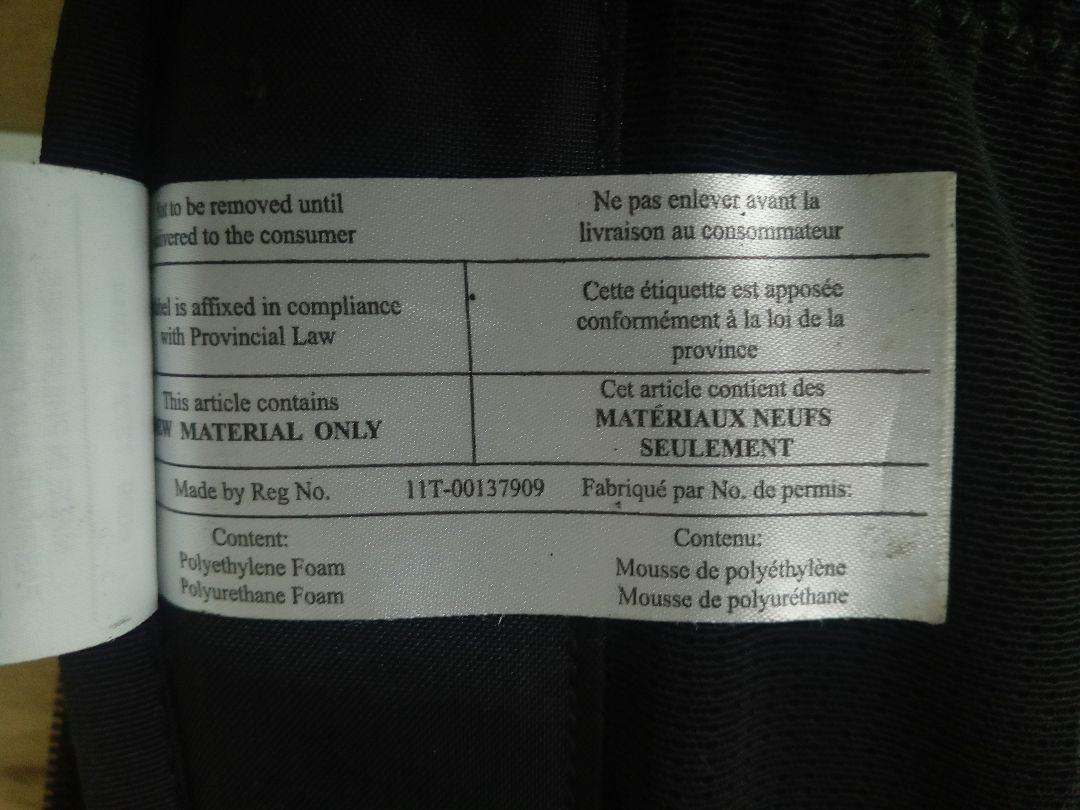 to be removed until
to the consumer
Ne pas enlever avant la
livraison au consommateur
is affixed in compliance
with Provincial Law
Cette étiquette est apposée
conformément à la loi de la
province
This article contains
MATERIAL ONLY
Cet article contient des
MATÉRIAUX NEUFS
SEULEMENT
Made by Reg No. 11T-00137909 Fabriqué par No. de permis:
Content:
Polyethylene Foam
Polyurethane Foam
Contenu:
Mousse de polyéthylène
Mousse de polyuréthane